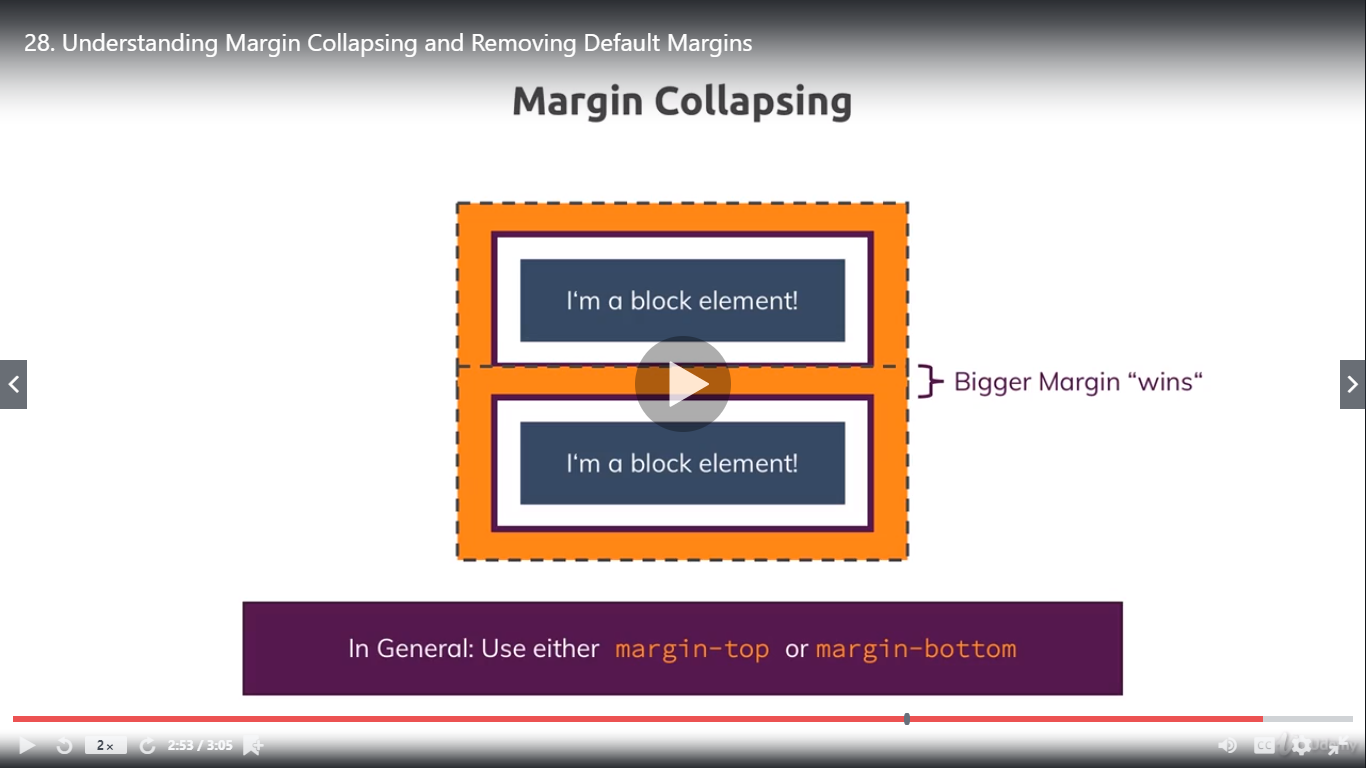 28. Understanding Margin Collapsing and Removing Default Margins
Margin Collapsing
I‘m a block element!
Bigger Margin “wins“
I‘m a block element!
In General: Use either margin-top or margin-bottom
2x 2:53 / 3:05 CC